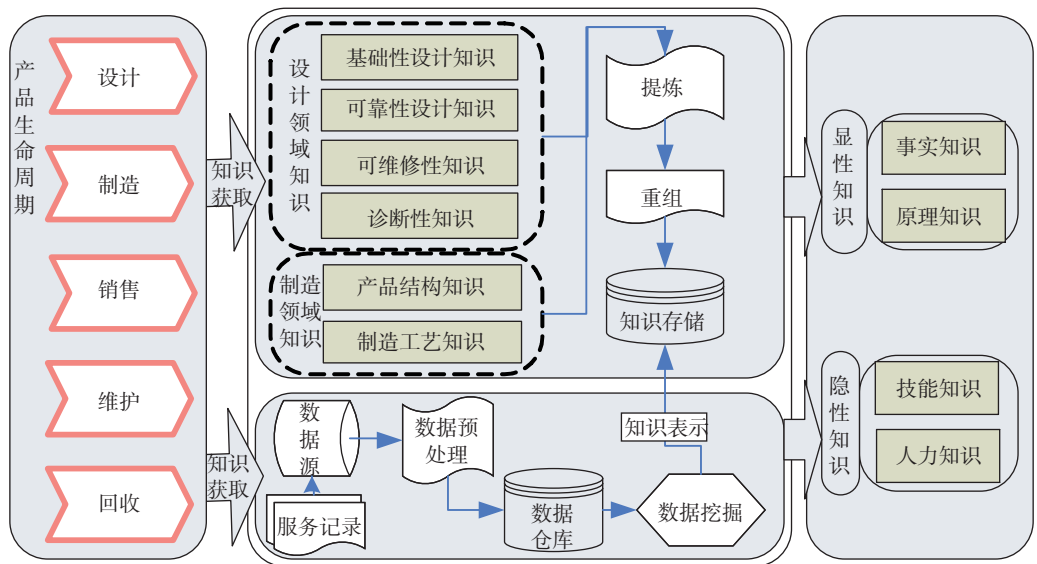 产品生命周期
设计
制造
销售
维护
回收
知识
获取
知识
获取
设计领域知识
基础性设计知识
可靠性设计知识
可维修性知识
诊断性知识
制造
领域
知识
产品结构知识
制造工艺知识
提炼
重组
知识存储
数据源
服务记录
数据预
处理
数据
仓库
数据挖掘
知识表示
显性知识
事实知识
原理知识
隐性知识
技能知识
人力知识